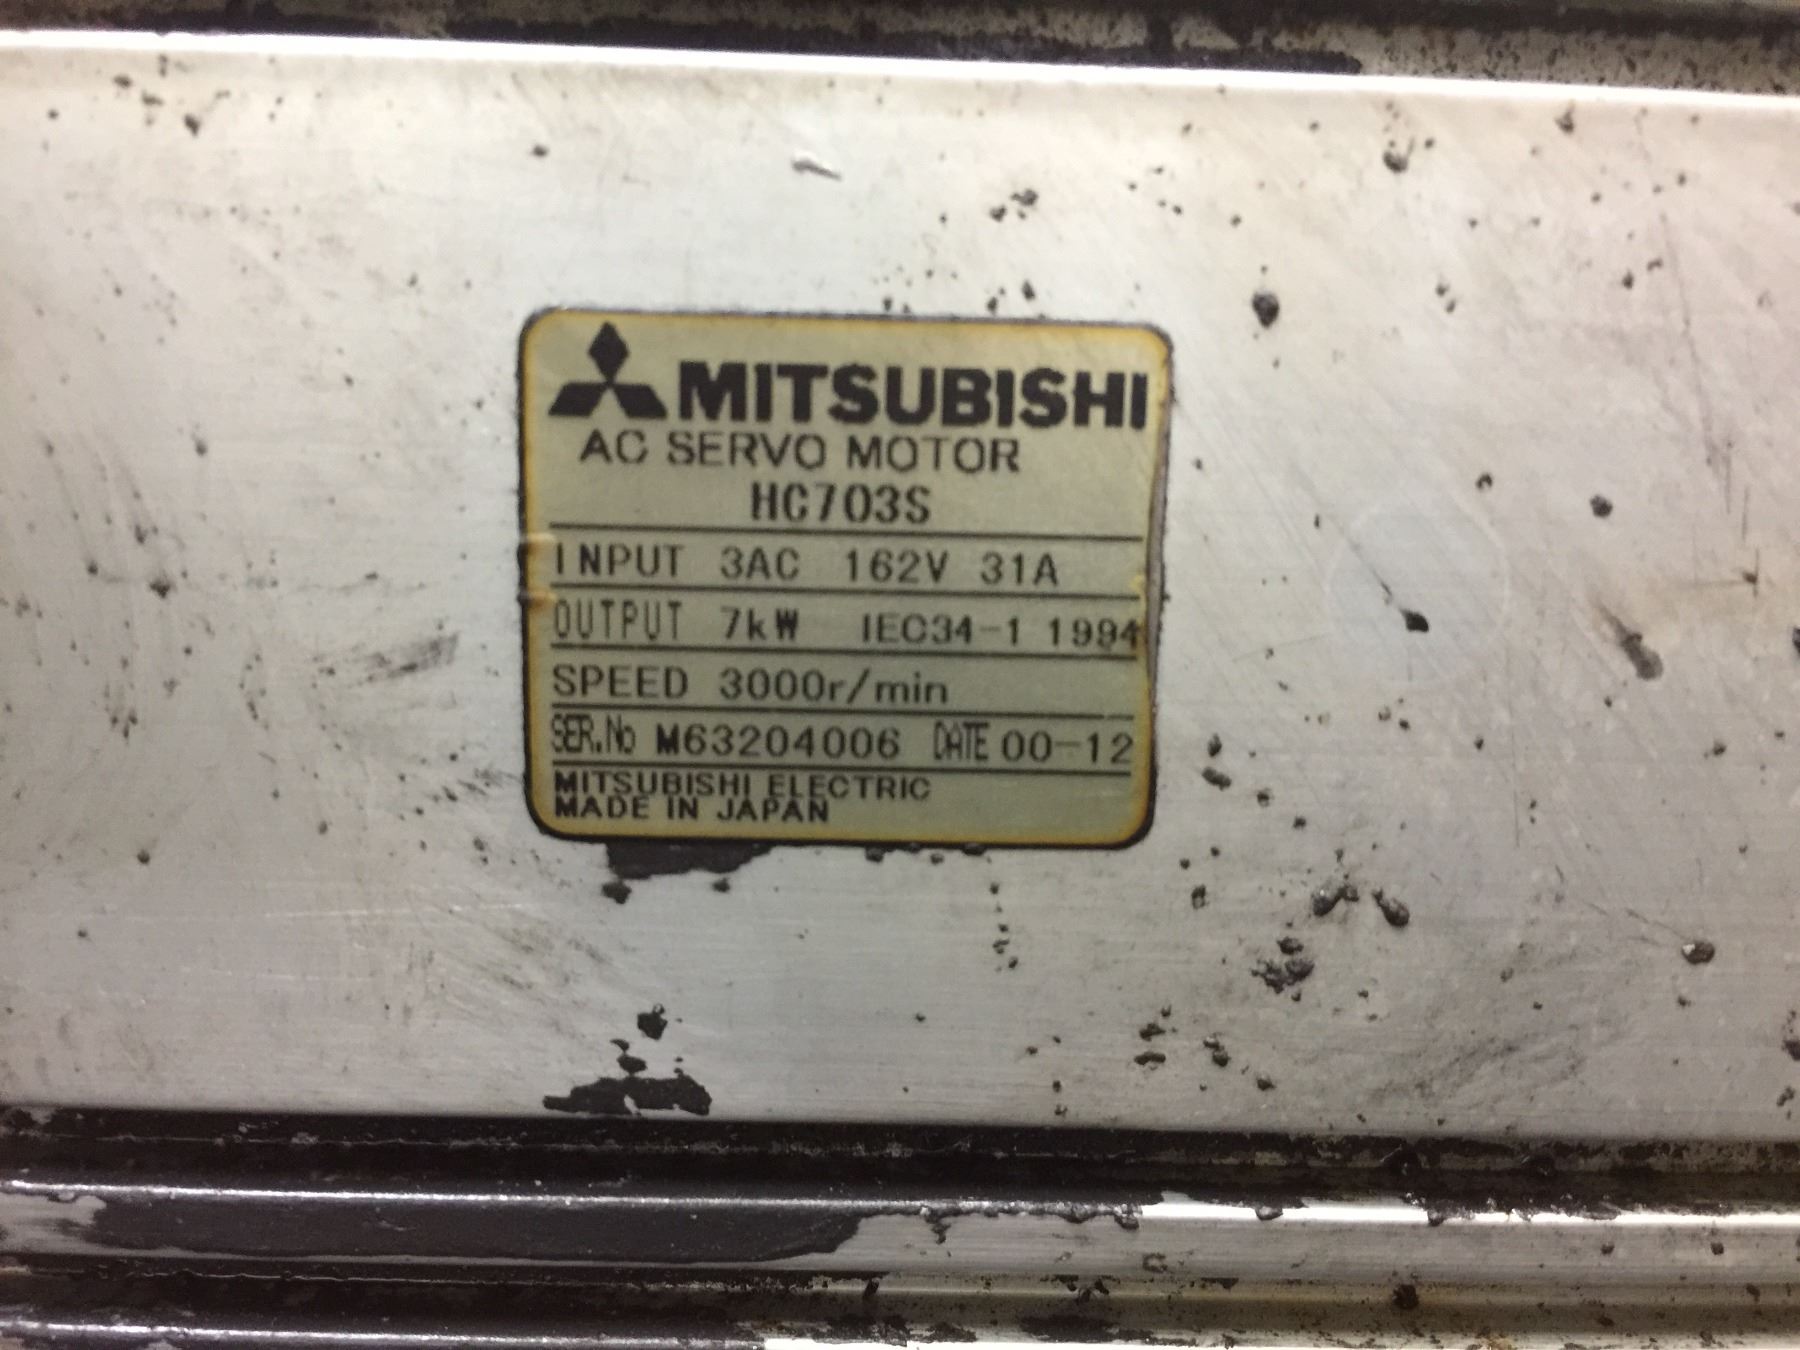 MITSUBISHI
AC SERVO MOTOR
HC703S
INPUT 3AC 162V 31A
OUTPUT 7kW IEC34-1 1994
SPEED 3000r/min
SER.No M63204006 DATE 00-12
MITSUBISHI ELECTRIC
MADE IN JAPAN